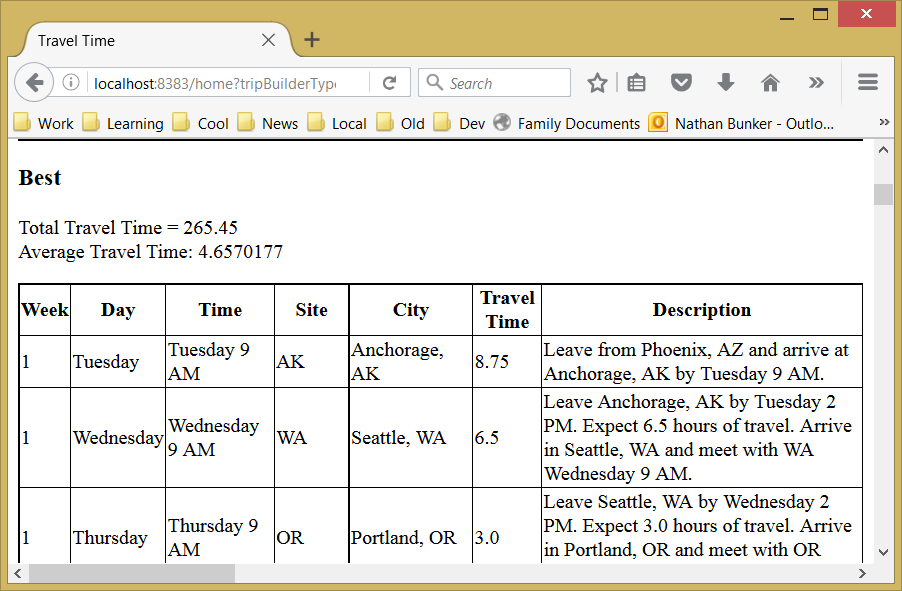 Travel Time
localhost:8383/home?tripBuilderType
Search
Work Learning Cool News Local Old Dev Family Documents Nathan Bunker - Outlo...
Best
Total Travel Time = 265.45
Average Travel Time: 4.6570177
Week Day Time Site City Travel Time Description
1 Tuesday Tuesday 9 AM AK Anchorage, AK 8.75 Leave from Phoenix, AZ and arrive at
Anchorage, AK by Tuesday 9 AM.
1 Wednesday Wednesday 9 AM WA Seattle, WA 6.5 Leave Anchorage, AK by Tuesday 2
PM. Expect 6.5 hours of travel. Arrive
in Seattle, WA and meet with WA
Wednesday 9 AM.
1 Thursday Thursday 9 AM OR Portland, OR 3.0 Leave Seattle, WA by Wednesday 2
PM. Expect 3.0 hours of travel. Arrive
in Portland, OR and meet with OR